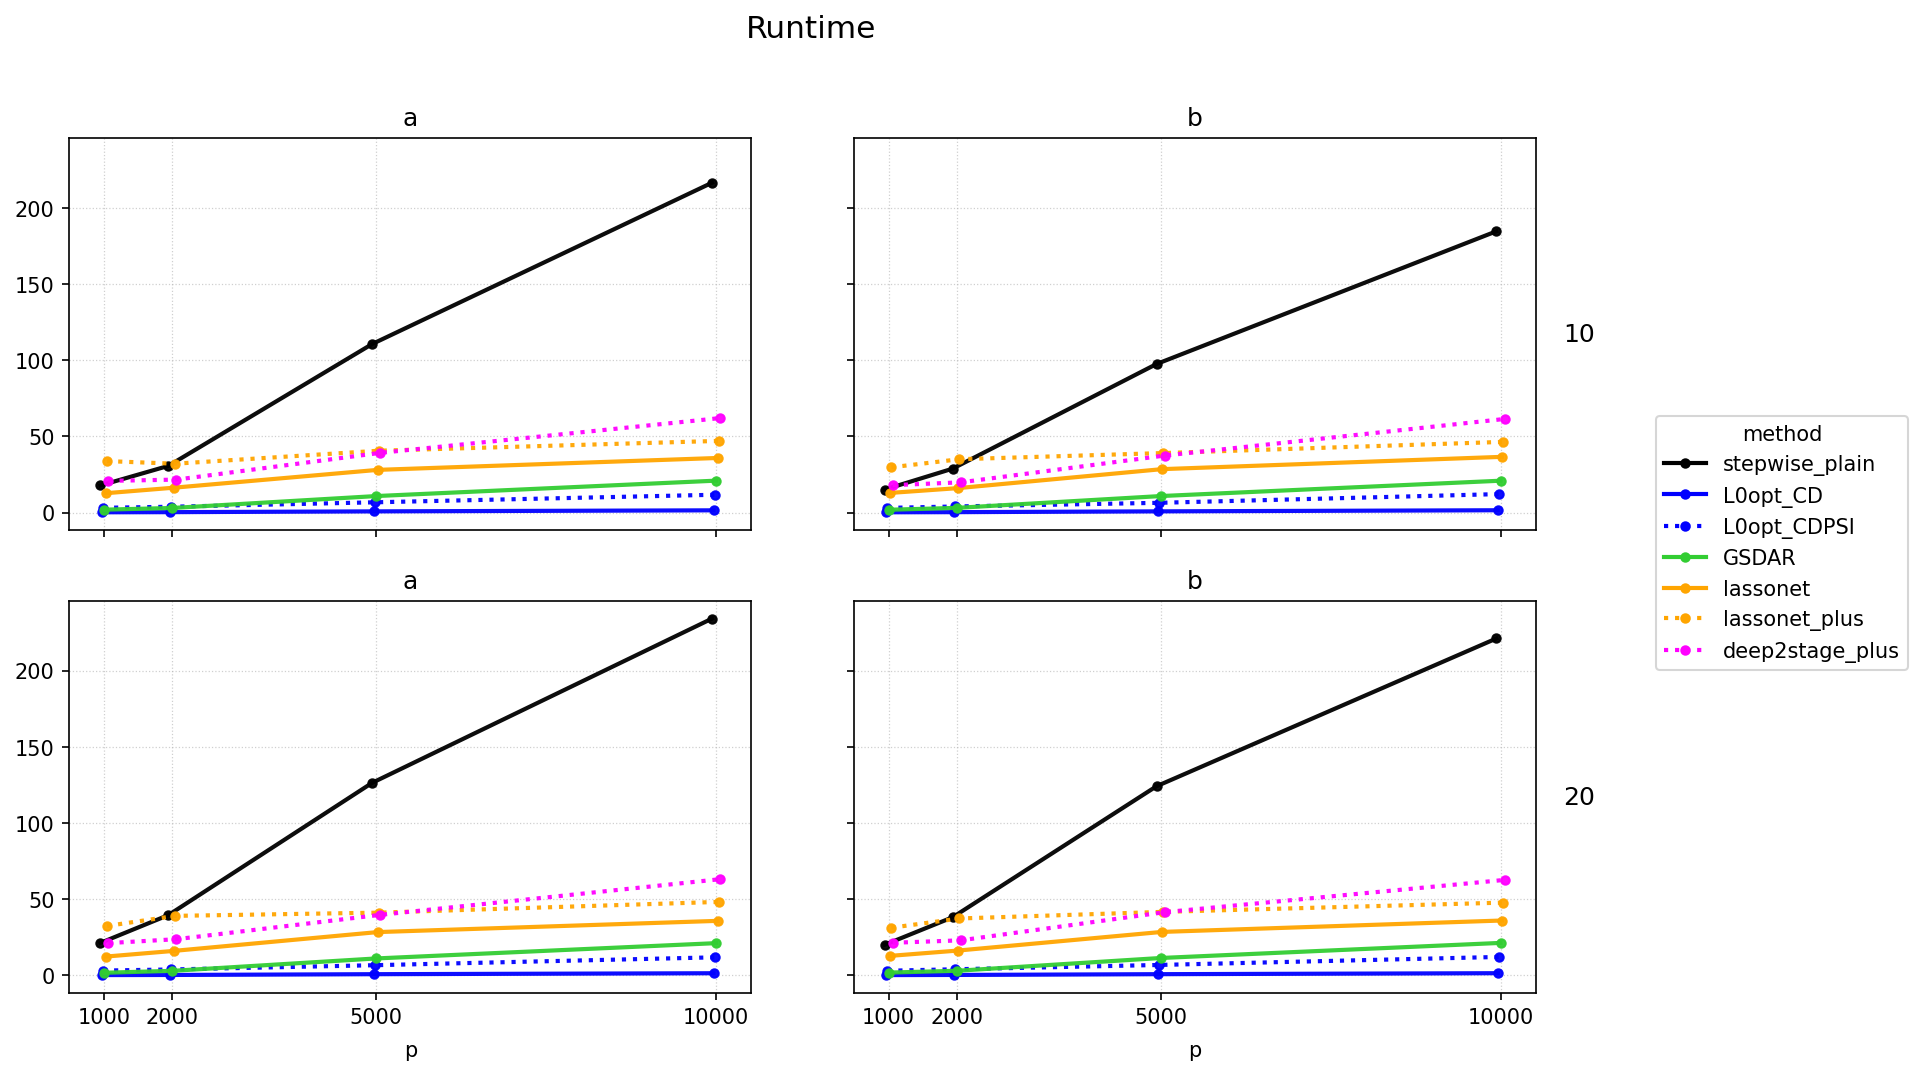 Runtime
a
b
200
150
100
50
0
10
a
b
200
150
100
50
0
20
1000 2000 5000 10000
1000 2000 5000 10000
p
p
method
stepwise_plain
L0opt_CD
L0opt_CDPSI
GSDAR
lassonet
lassonet_plus
deep2stage_plus